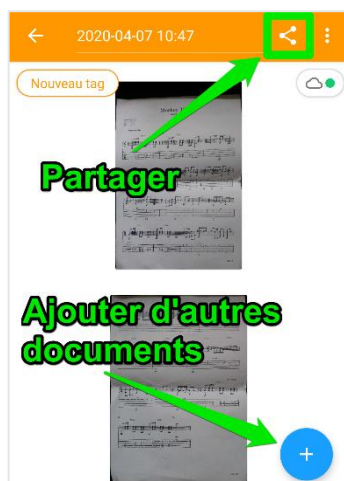 2020-04-07 10:47
Nouveau tag
Partager
Ajouter d'autres
documents